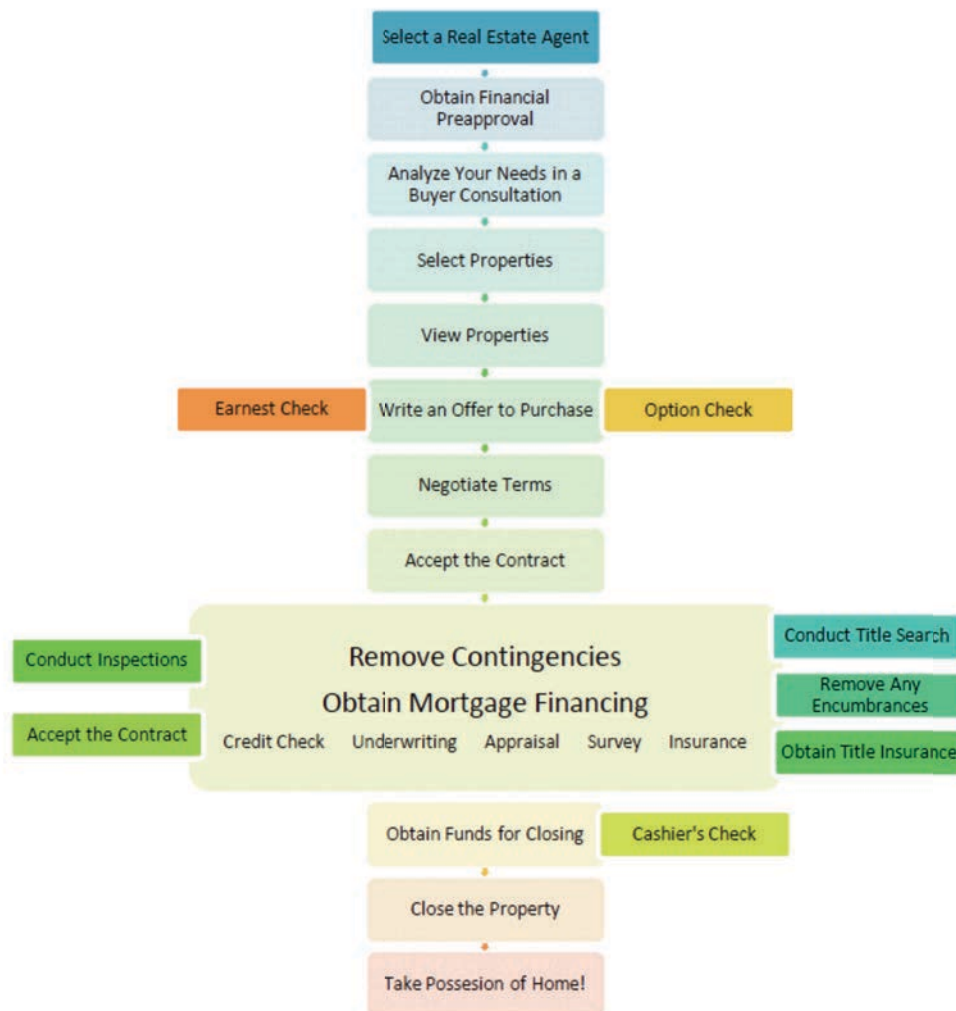 Select a Real Estate Agent
Obtain Financial
Preapproval
Analyze Your Needs in a
Buyer Consultation
Select Properties
View Properties
Earnest Check
Write an Offer to Purchase
Option Check
Negotiate Terms
Accept the Contract
Remove Contingencies
Obtain Mortgage Financing
Credit Check Underwriting Appraisal Survey Insurance
Conduct Inspections
Accept the Contract
Conduct Title Search
Remove Any
Encumbrances
Obtain Title Insurance
Obtain Funds for Closing
Cashier's Check
Close the Property
Take Possesion of Home!